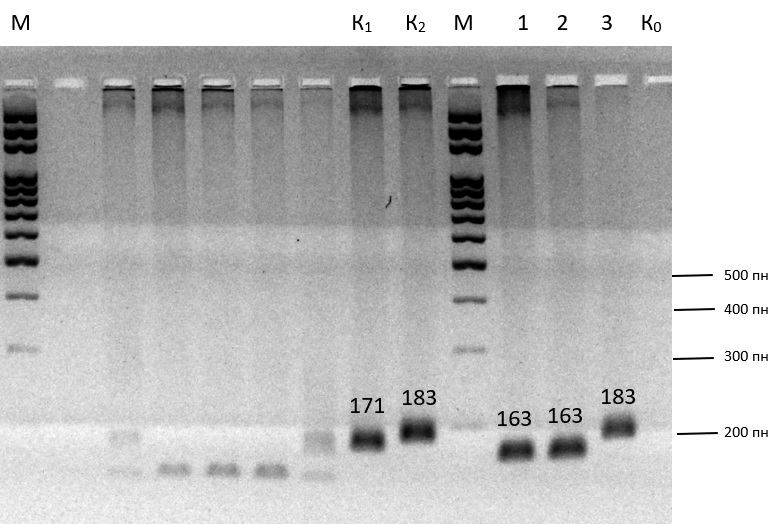 М К₁ К₂ М 1 2 3 К₀
500 пн
400 пн
300 пн
171 183 163 163 183
200 пн